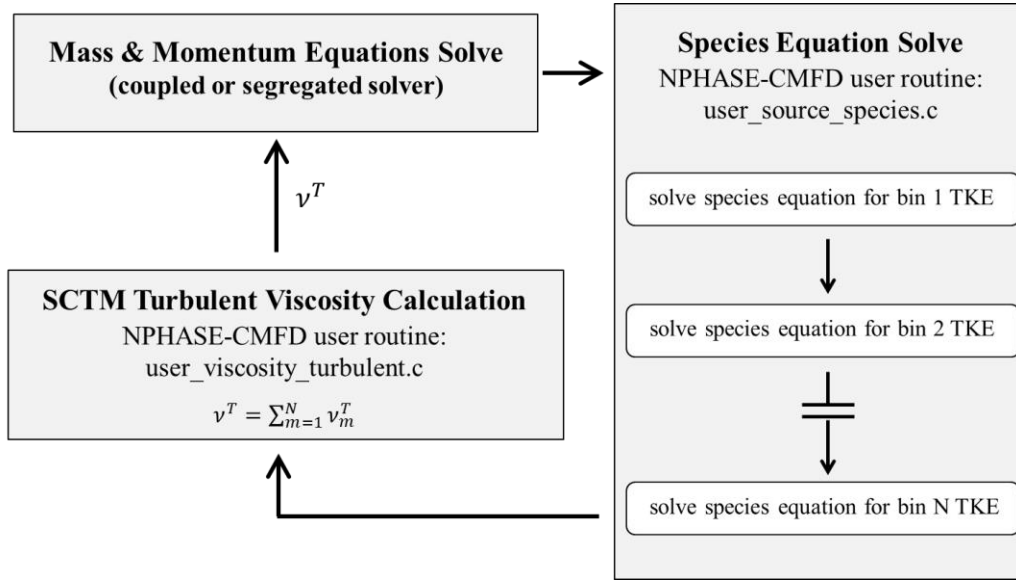 Mass & Momentum Equations Solve
(coupled or segregated solver)
Species Equation Solve
NPHASE-CMFD user routine:
user_source_species.c
solve species equation for bin 1 TKE
solve species equation for bin 2 TKE
solve species equation for bin N TKE
SCTM Turbulent Viscosity Calculation
NPHASE-CMFD user routine:
user_viscosity_turbulent.c
ν^T = ∑_{m=1}^{N} ν_m^T
ν^T